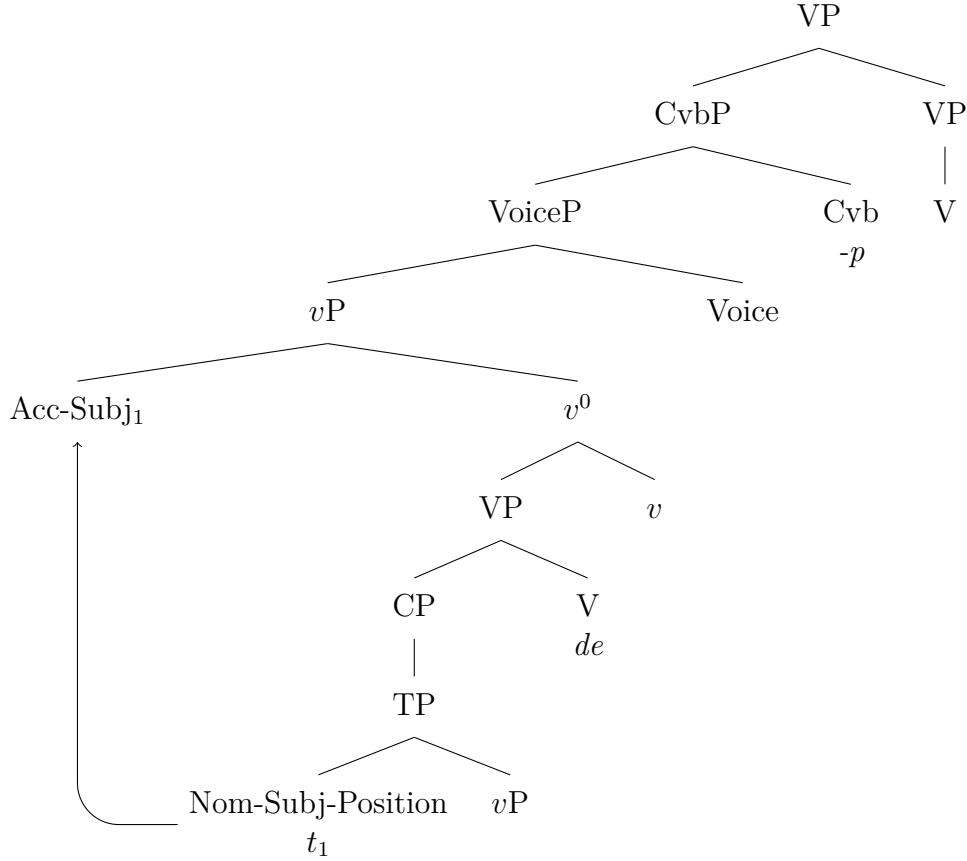 VP
CvbP VP
VoiceP Cvb V
-p
vP Voice
Acc-Subj₁ v⁰
VP v
CP V
de
TP
Nom-Subj-Position vP
t₁